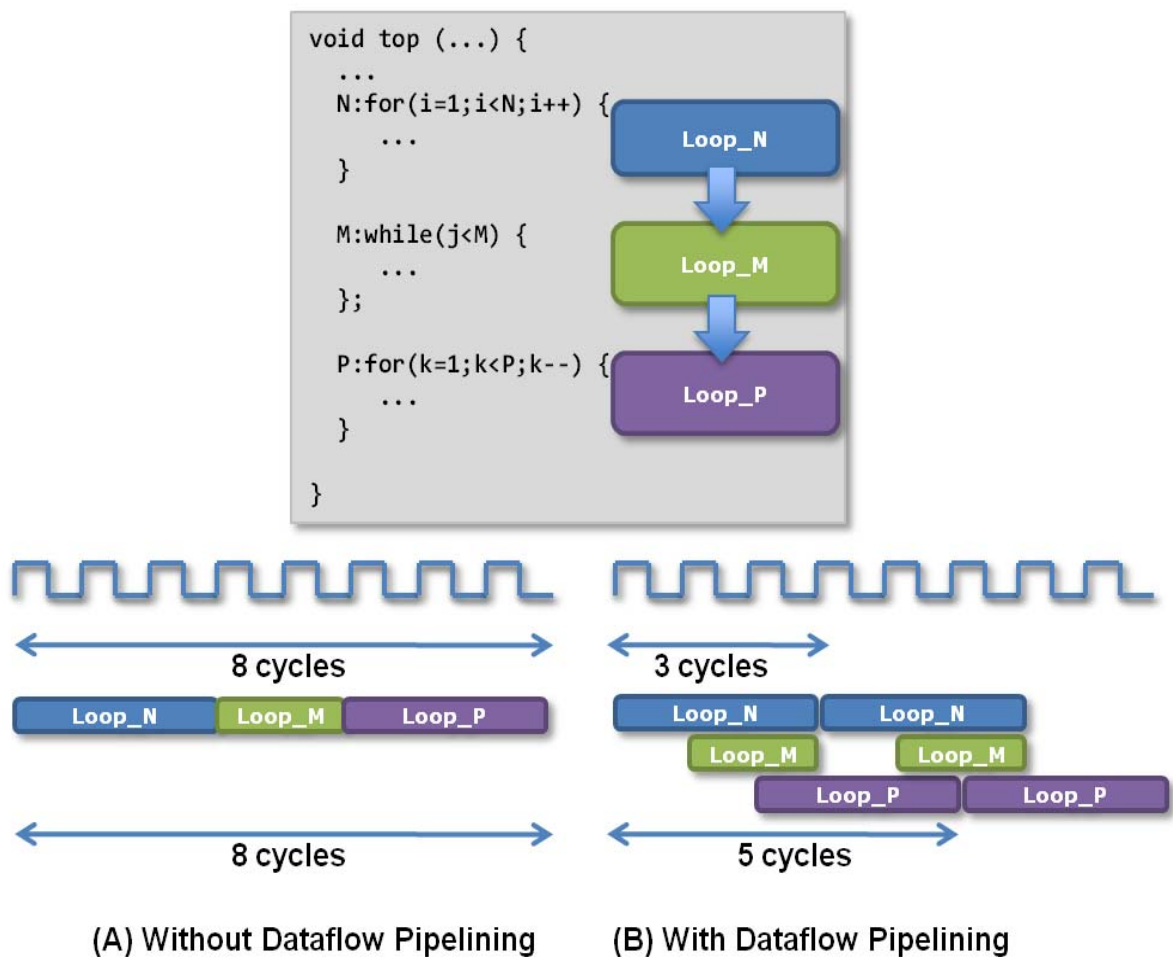 void top (...) {
...
N:for(i=1;i<N;i++) {
...
}
M:while(j<M) {
...
};
P:for(k=1;k<P;k--) {
...
}
}
Loop_N
Loop_M
Loop_P
8 cycles
Loop_N Loop_M Loop_P
8 cycles
(A) Without Dataflow Pipelining
3 cycles
Loop_N Loop_N
Loop_M Loop_M
Loop_P Loop_P
5 cycles
(B) With Dataflow Pipelining